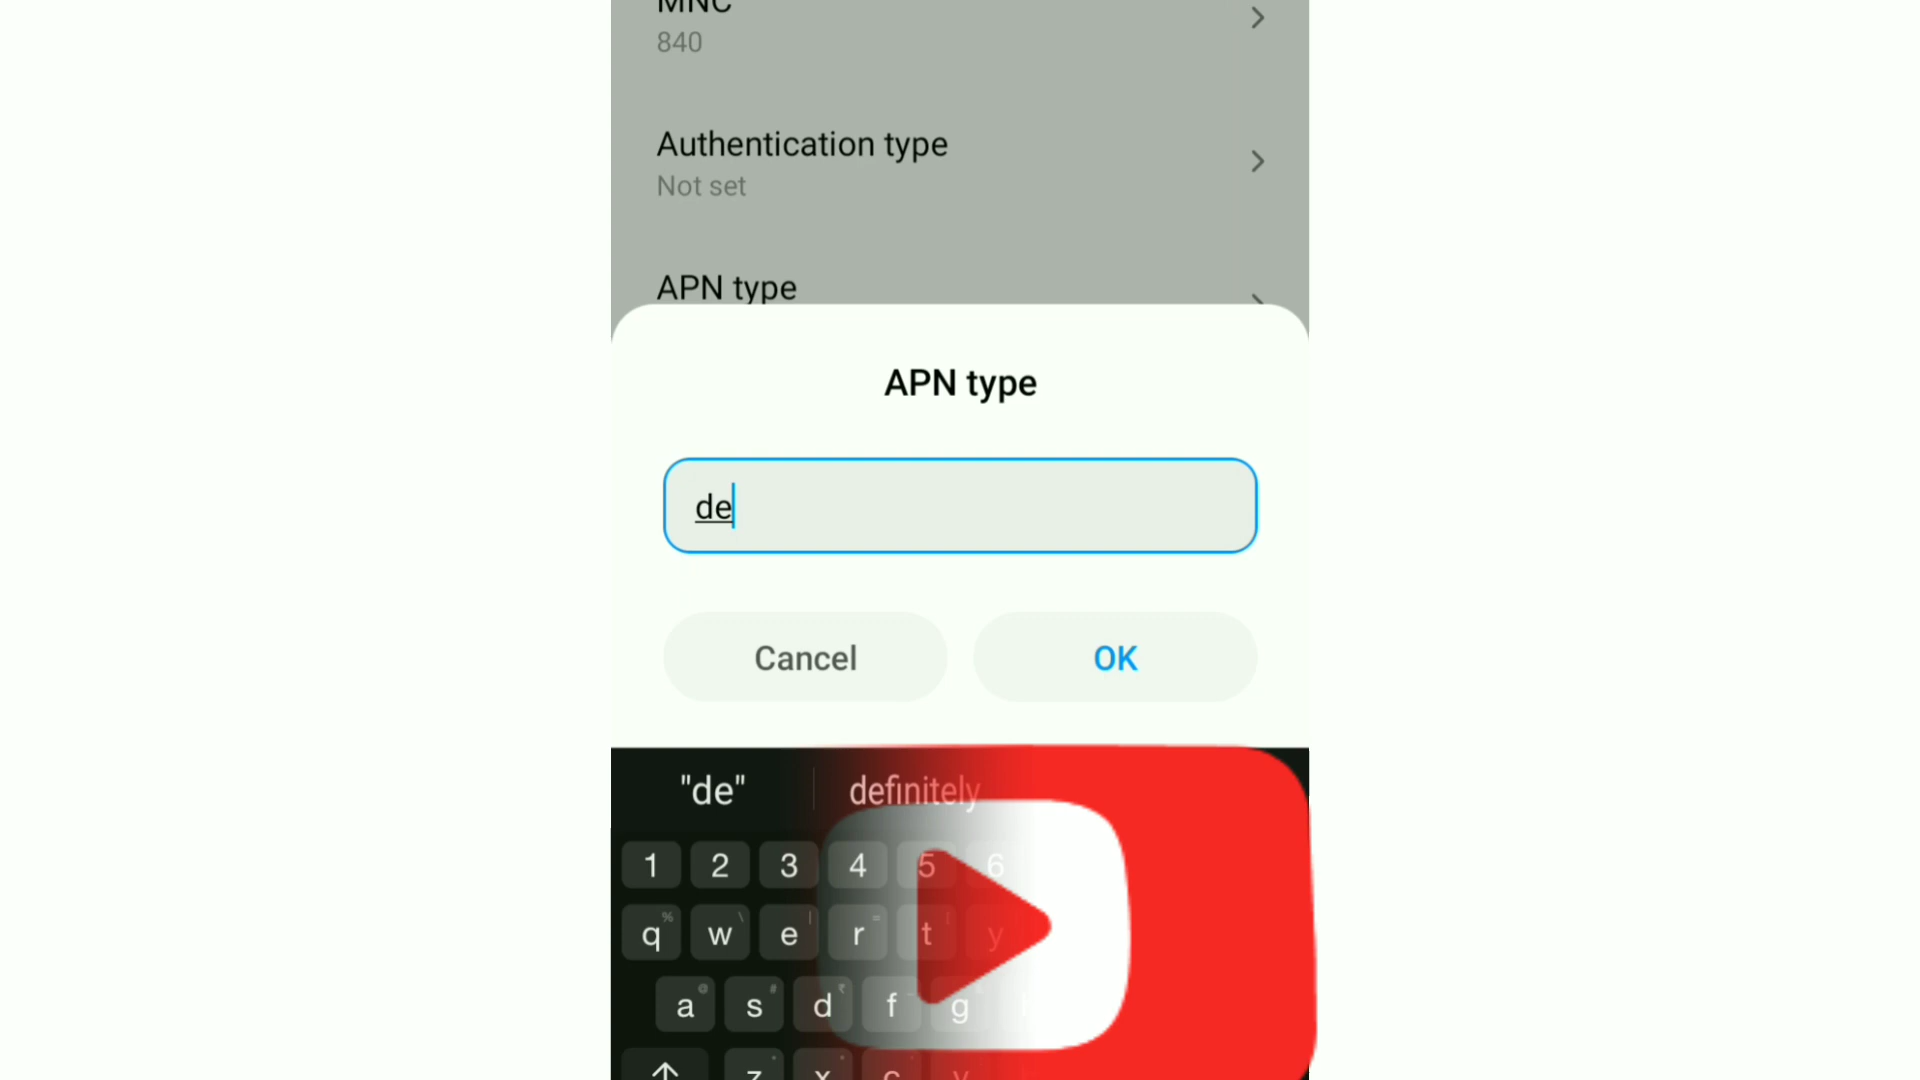 MNC
840
Authentication type
Not set
APN type
APN type
de
Cancel OK
"de" definitely
1 2 3 4 5 6
q w e r t y
a s d f g
z x c v